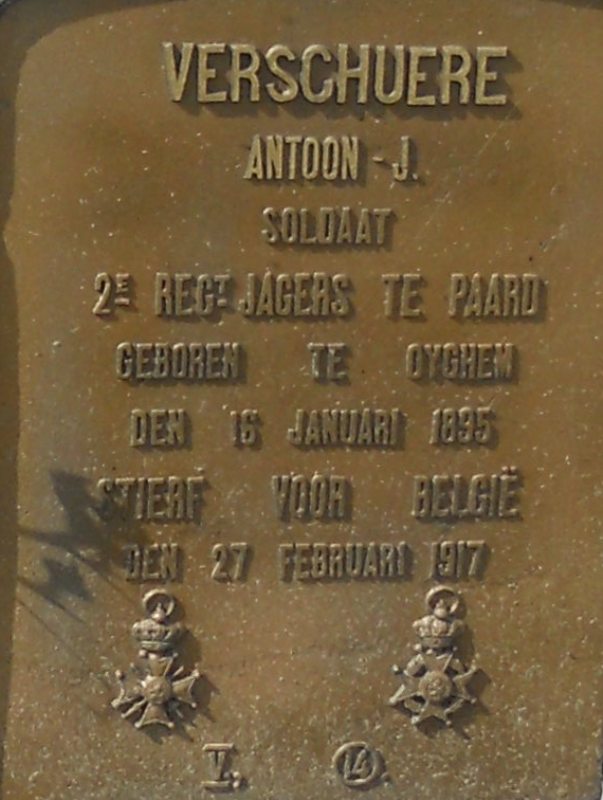 VERSCHUERE
ANTOON - J.
SOLDAAT
2IM REGT JAGERS TE PAARD
GEBOREN TE OYGHEM
DEN 16 JANUARI 1895
STIERF VOOR BELGIË
DEN 27 FEBRUARI 1917
V. 14